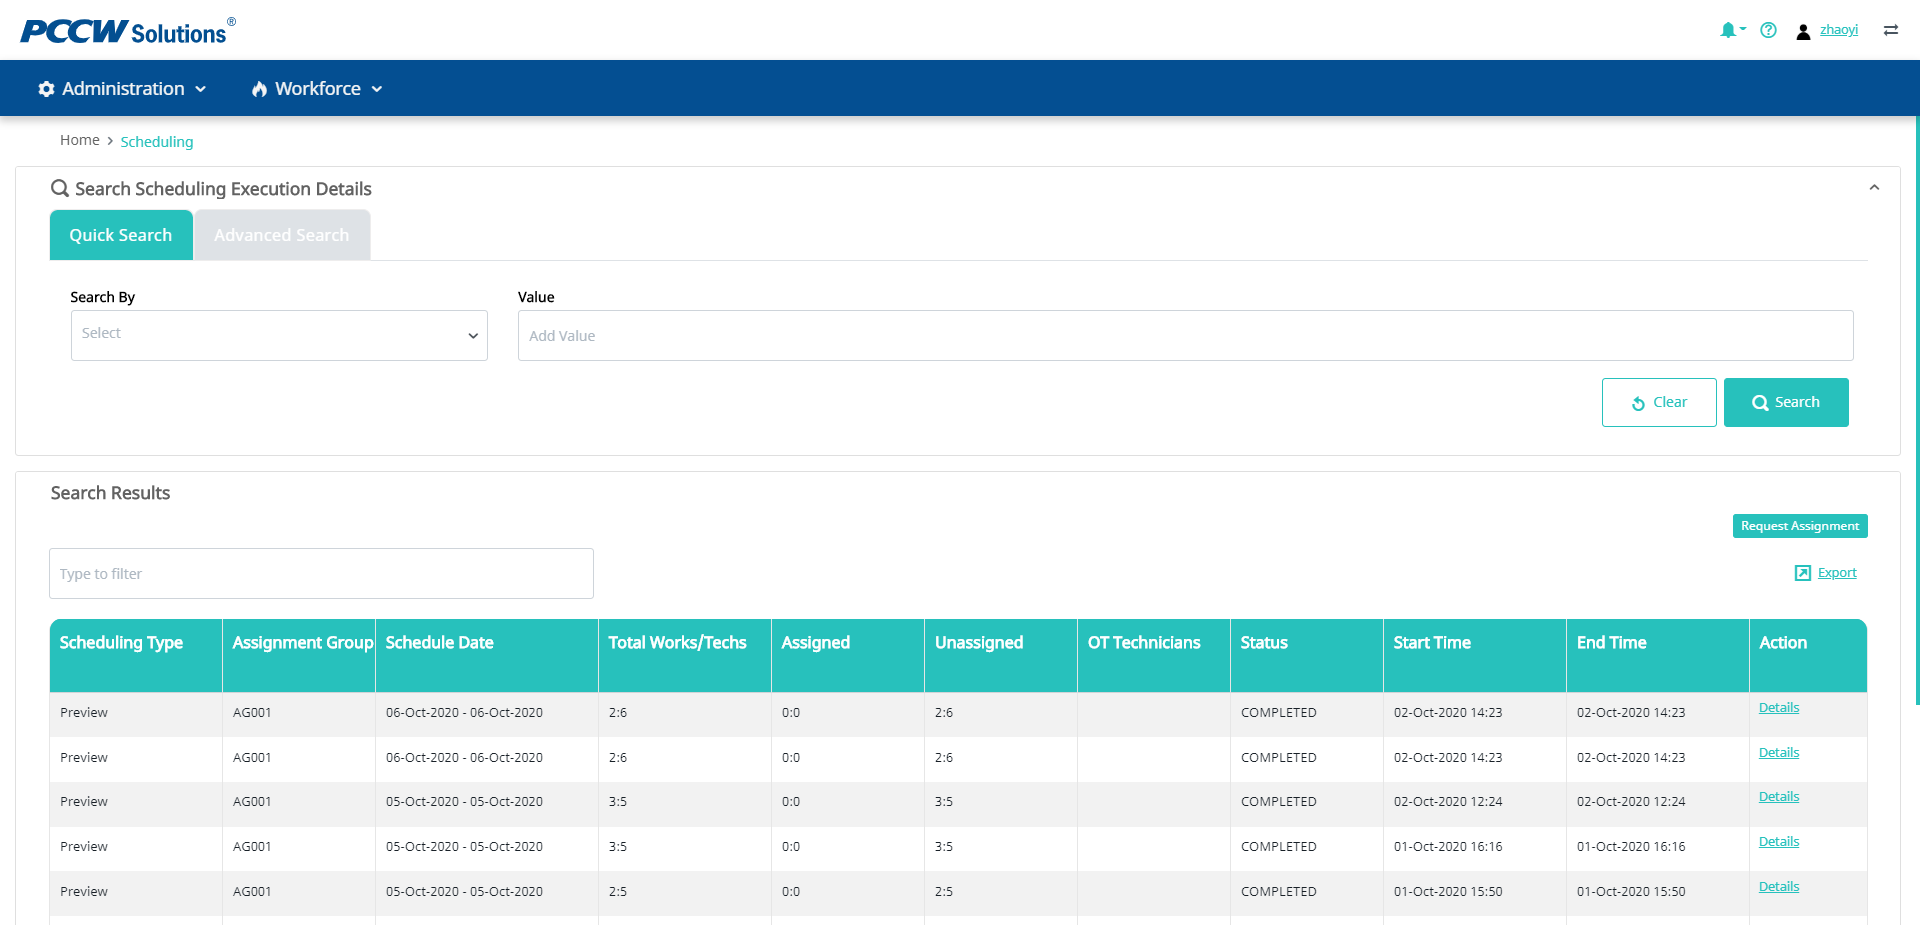 PCCW Solutions®
zhaoyi
Administration
Workforce
Home > Scheduling
Search Scheduling Execution Details
Quick Search
Advanced Search
Search By
Value
Select
Add Value
Clear
Search
Search Results
Request Assignment
Type to filter
Export
Scheduling Type Assignment Group Schedule Date Total Works/Techs Assigned Unassigned OT Technicians Status Start Time End Time Action
Preview AG001 06-Oct-2020 - 06-Oct-2020 2:6 0:0 2:6 COMPLETED 02-Oct-2020 14:23 02-Oct-2020 14:23 Details
Preview AG001 06-Oct-2020 - 06-Oct-2020 2:6 0:0 2:6 COMPLETED 02-Oct-2020 14:23 02-Oct-2020 14:23 Details
Preview AG001 05-Oct-2020 - 05-Oct-2020 3:5 0:0 3:5 COMPLETED 02-Oct-2020 12:24 02-Oct-2020 12:24 Details
Preview AG001 05-Oct-2020 - 05-Oct-2020 3:5 0:0 3:5 COMPLETED 01-Oct-2020 16:16 01-Oct-2020 16:16 Details
Preview AG001 05-Oct-2020 - 05-Oct-2020 2:5 0:0 2:5 COMPLETED 01-Oct-2020 15:50 01-Oct-2020 15:50 Details